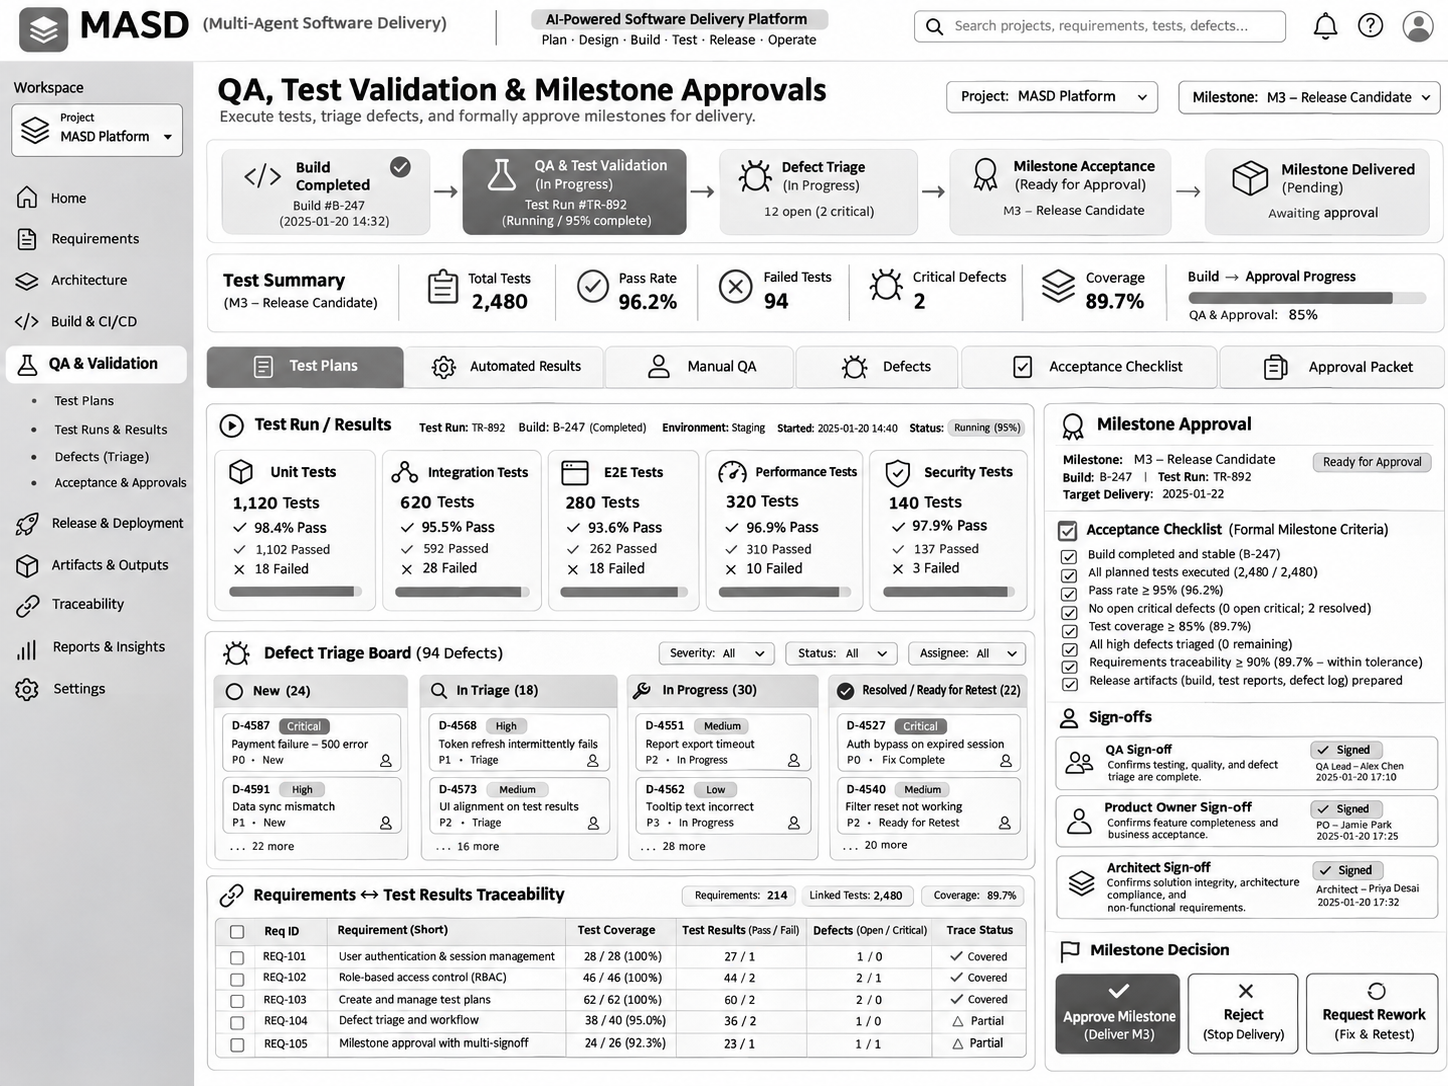 MASD (Multi-Agent Software Delivery)
AI-Powered Software Delivery Platform
Plan · Design · Build · Test · Release · Operate
Search projects, requirements, tests, defects...
Workspace
Project
MASD Platform
Home
Requirements
Architecture
Build & CI/CD
QA & Validation
• Test Plans
• Test Runs & Results
• Defects (Triage)
• Acceptance & Approvals
Release & Deployment
Artifacts & Outputs
Traceability
Reports & Insights
Settings
QA, Test Validation & Milestone Approvals
Execute tests, triage defects, and formally approve milestones for delivery.
Project: MASD Platform
Milestone: M3 – Release Candidate
Build
Completed
Build #B-247
(2025-01-20 14:32)
QA & Test Validation
(In Progress)
Test Run #TR-892
(Running / 95% complete)
Defect Triage
(In Progress)
12 open (2 critical)
Milestone Acceptance
(Ready for Approval)
M3 – Release Candidate
Milestone Delivered
(Pending)
Awaiting approval
Test Summary
(M3 – Release Candidate)
Total Tests
2,480
Pass Rate
96.2%
Failed Tests
94
Critical Defects
2
Coverage
89.7%
Build → Approval Progress
QA & Approval: 85%
Test Plans
Automated Results
Manual QA
Defects
Acceptance Checklist
Approval Packet
Test Run / Results
Test Run: TR-892 Build: B-247 (Completed) Environment: Staging Started: 2025-01-20 14:40 Status: Running (95%)
Unit Tests
1,120 Tests
98.4% Pass
1,102 Passed
18 Failed
Integration Tests
620 Tests
95.5% Pass
592 Passed
28 Failed
E2E Tests
280 Tests
93.6% Pass
262 Passed
18 Failed
Performance Tests
320 Tests
96.9% Pass
310 Passed
10 Failed
Security Tests
140 Tests
97.9% Pass
137 Passed
3 Failed
Defect Triage Board (94 Defects)
Severity: All
Status: All
Assignee: All
New (24)
D-4587 Critical
Payment failure – 500 error
P0 • New
D-4591 High
Data sync mismatch
P1 • New
... 22 more
In Triage (18)
D-4568 High
Token refresh intermittently fails
P1 • Triage
D-4573 Medium
UI alignment on test results
P2 • Triage
... 16 more
In Progress (30)
D-4551 Medium
Report export timeout
P2 • In Progress
D-4562 Low
Tooltip text incorrect
P3 • In Progress
... 28 more
Resolved / Ready for Retest (22)
D-4527 Critical
Auth bypass on expired session
P0 • Fix Complete
D-4540 Medium
Filter reset not working
P2 • Ready for Retest
... 20 more
Requirements ↔ Test Results Traceability
Requirements: 214
Linked Tests: 2,480
Coverage: 89.7%
Req ID Requirement (Short) Test Coverage Test Results (Pass / Fail) Defects (Open / Critical) Trace Status
REQ-101 User authentication & session management 28 / 28 (100%) 27 / 1 1 / 0 ✓ Covered
REQ-102 Role-based access control (RBAC) 46 / 46 (100%) 44 / 2 2 / 1 ✓ Covered
REQ-103 Create and manage test plans 62 / 62 (100%) 60 / 2 2 / 0 ✓ Covered
REQ-104 Defect triage and workflow 38 / 40 (95.0%) 36 / 2 1 / 0 △ Partial
REQ-105 Milestone approval with multi-signoff 24 / 26 (92.3%) 23 / 1 1 / 1 △ Partial
Milestone Approval
Milestone: M3 – Release Candidate
Ready for Approval
Build: B-247 | Test Run: TR-892
Target Delivery: 2025-01-22
Acceptance Checklist (Formal Milestone Criteria)
Build completed and stable (B-247)
All planned tests executed (2,480 / 2,480)
Pass rate ≥ 95% (96.2%)
No open critical defects (0 open critical; 2 resolved)
Test coverage ≥ 85% (89.7%)
All high defects triaged (0 remaining)
Requirements traceability ≥ 90% (89.7% – within tolerance)
Release artifacts (build, test reports, defect log) prepared
Sign-offs
QA Sign-off
Confirms testing, quality, and defect
triage are complete.
✓ Signed
QA Lead – Alex Chen
2025-01-20 17:10
Product Owner Sign-off
Confirms feature completeness and
business acceptance.
✓ Signed
PO – Jamie Park
2025-01-20 17:25
Architect Sign-off
Confirms solution integrity, architecture
compliance, and
non-functional requirements.
✓ Signed
Architect – Priya Desai
2025-01-20 17:32
Milestone Decision
Approve Milestone
(Deliver M3)
Reject
(Stop Delivery)
Request Rework
(Fix & Retest)